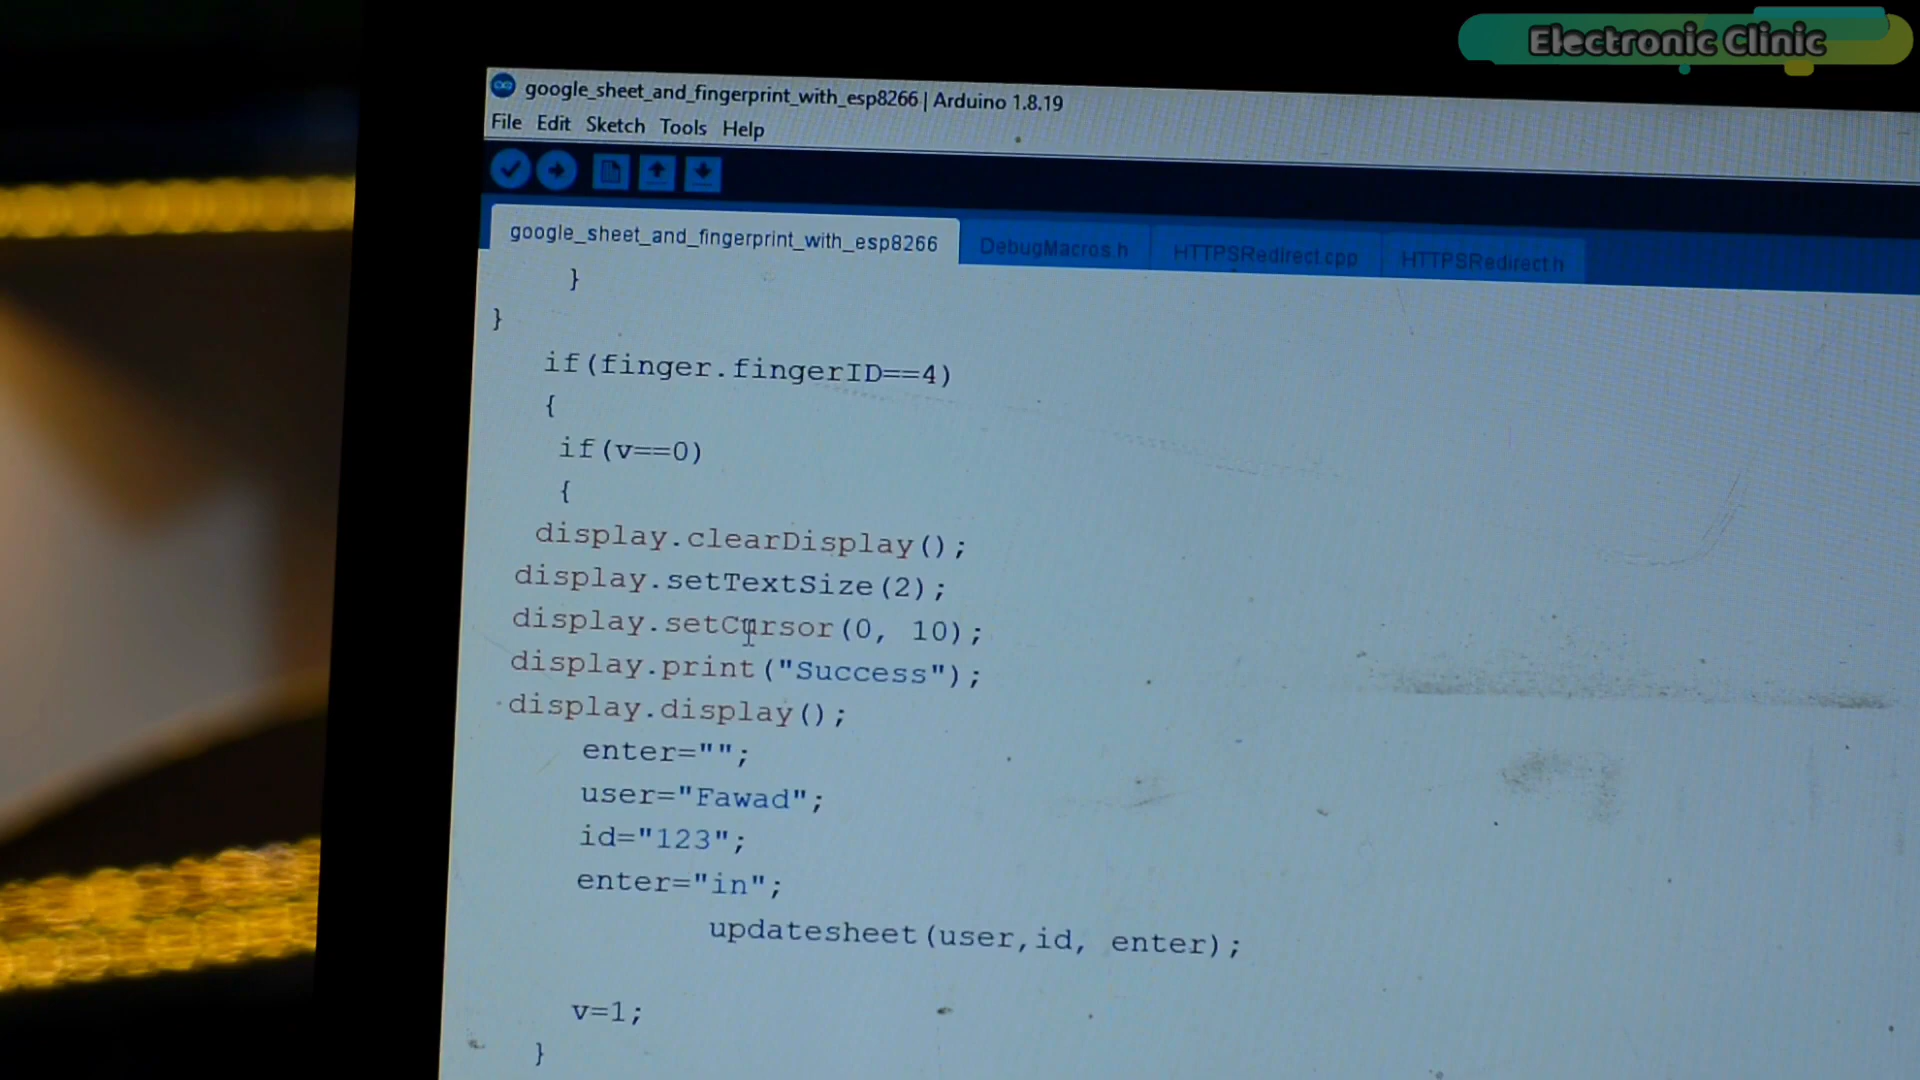 Electronic Clinic
google_sheet_and_fingerprint_with_esp8266 | Arduino 1.8.19
File Edit Sketch Tools Help
google_sheet_and_fingerprint_with_esp8266 DebugMacros.h HTTPSRedirect.cpp HTTPSRedirect.h
}
}
if(finger.fingerID==4)
{
if(v==0)
{
display.clearDisplay();
display.setTextSize(2);
display.setCursor(0, 10);
display.print("Success");
display.display();
enter="";
user="Fawad";
id="123";
enter="in";
updatesheet(user,id, enter);
v=1;
}